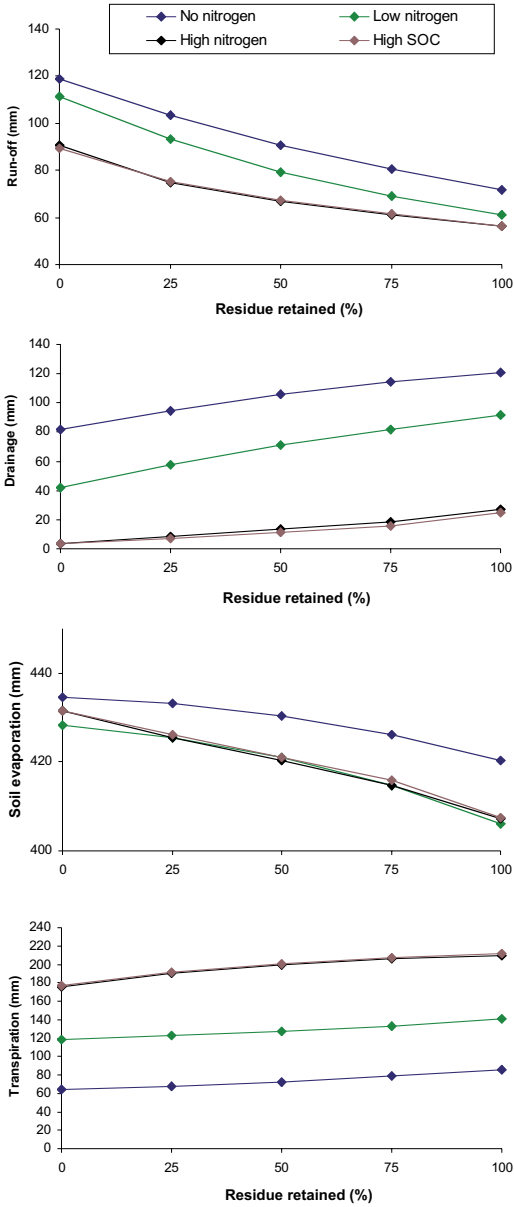 No nitrogen Low nitrogen
High nitrogen High SOC
140
120
100
80
60
40
Run-off (mm)
0 25 50 75 100
Residue retained (%)
140
120
100
80
60
40
20
0
Drainage (mm)
0 25 50 75 100
Residue retained (%)
440
420
400
Soil evaporation (mm)
0 25 50 75 100
240
220
200
180
160
140
120
100
80
60
40
20
0
Transpiration (mm)
0 25 50 75 100
Residue retained (%)